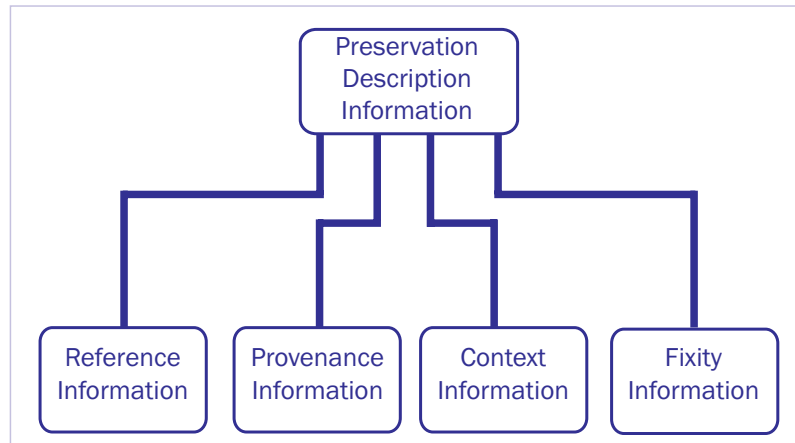 Preservation
Description
Information
Reference
Information
Provenance
Information
Context
Information
Fixity
Information